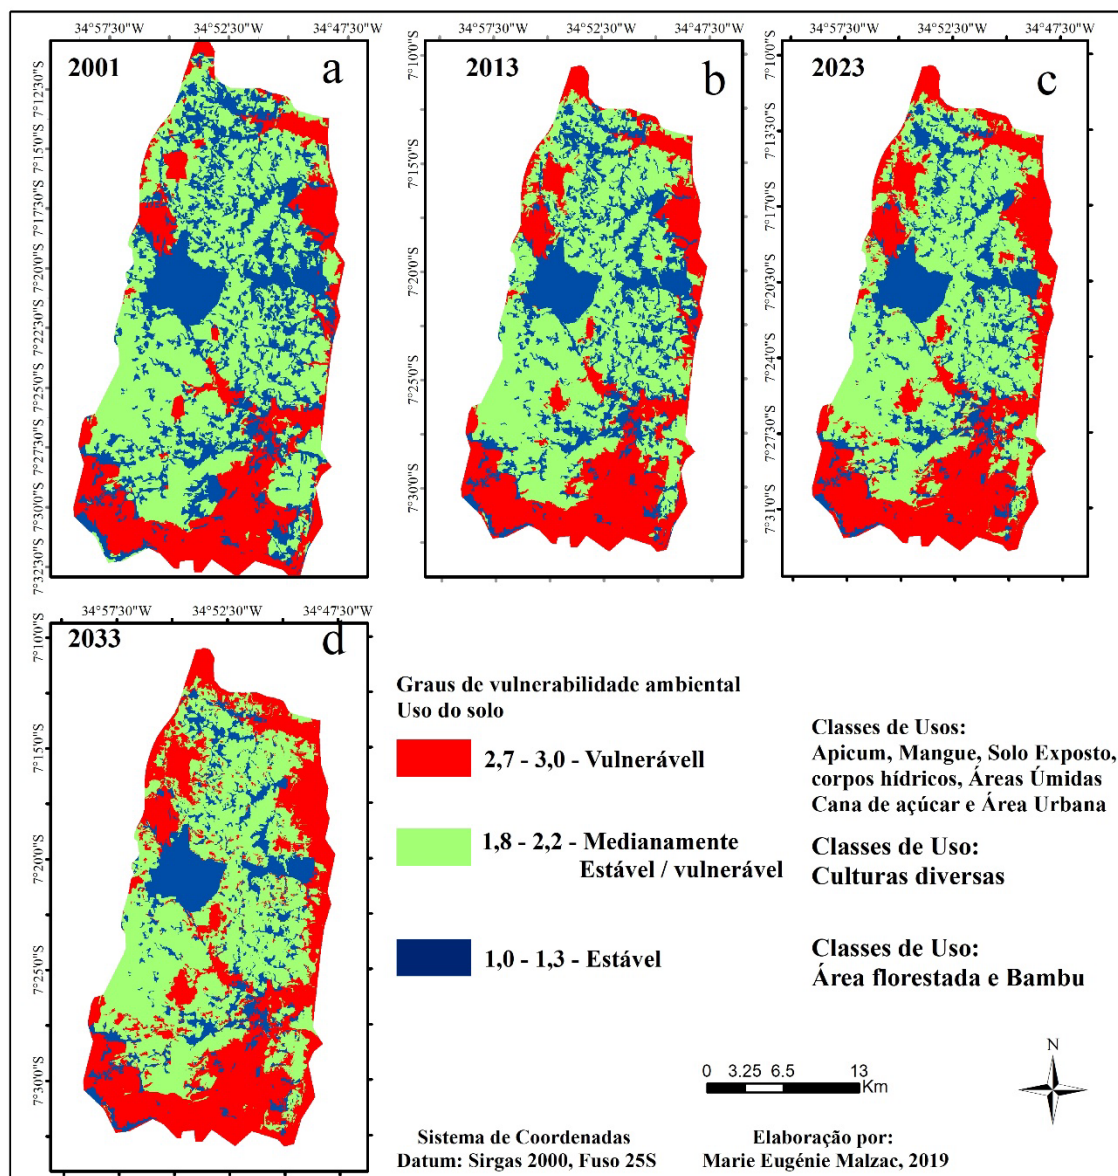 34°57'30"W 34°52'30"W 34°47'30"W
2001
a
7°12'30"S
7°15'0"S
7°17'30"S
7°20'0"S
7°22'30"S
7°25'0"S
7°27'30"S
7°30'0"S
7°32'30"S
34°57'30"W 34°52'30"W 34°47'30"W
2013
b
7°10'0"S
7°15'0"S
7°20'0"S
7°25'0"S
7°30'0"S
34°57'30"W 34°52'30"W 34°47'30"W
2023
c
7°10'0"S
7°13'30"S
7°17'0"S
7°20'30"S
7°24'0"S
7°27'30"S
7°31'0"S
34°57'30"W 34°52'30"W 34°47'30"W
2033
d
7°10'0"S
7°15'0"S
7°20'0"S
7°25'0"S
7°30'0"S
Graus de vulnerabilidade ambiental
Uso do solo
2,7 - 3,0 - Vulnerávell
Classes de Usos:
Apicum, Mangue, Solo Exposto,
corpos hídricos, Áreas Úmidas
Cana de açúcar e Área Urbana
1,8 - 2,2 - Medianamente
Estável / vulnerável
Classes de Uso:
Culturas diversas
1,0 - 1,3 - Estável
Classes de Uso:
Área florestada e Bambu
0 3.25 6.5 13
Km
N
Sistema de Coordenadas
Datum: Sirgas 2000, Fuso 25S
Elaboração por:
Marie Eugénie Malzac, 2019